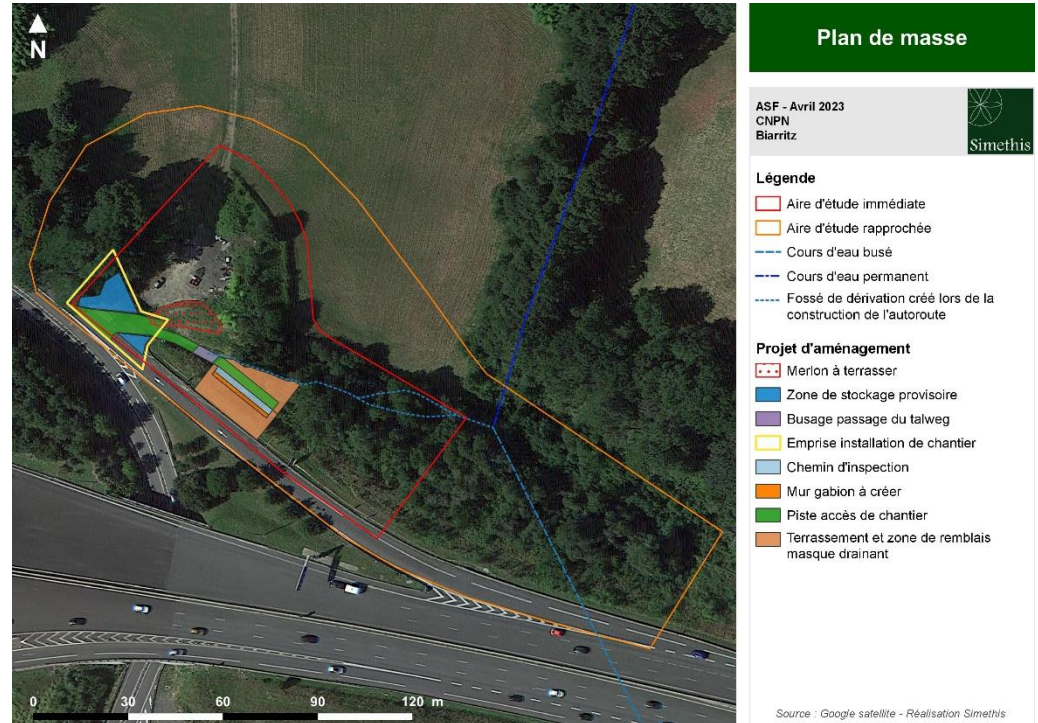 N
0 30 60 90 120 m
Plan de masse
ASF - Avril 2023
CNPN
Biarritz
Simethis
Légende
Aire d'étude immédiate
Aire d'étude rapprochée
Cours d'eau busé
Cours d'eau permanent
Fossé de dérivation créé lors de la
construction de l'autoroute
Projet d'aménagement
Merlon à terrasser
Zone de stockage provisoire
Busage passage du talweg
Emprise installation de chantier
Chemin d'inspection
Mur gabion à créer
Piste accès de chantier
Terrassement et zone de remblais
masque drainant
Source : Google satellite - Réalisation Simethis